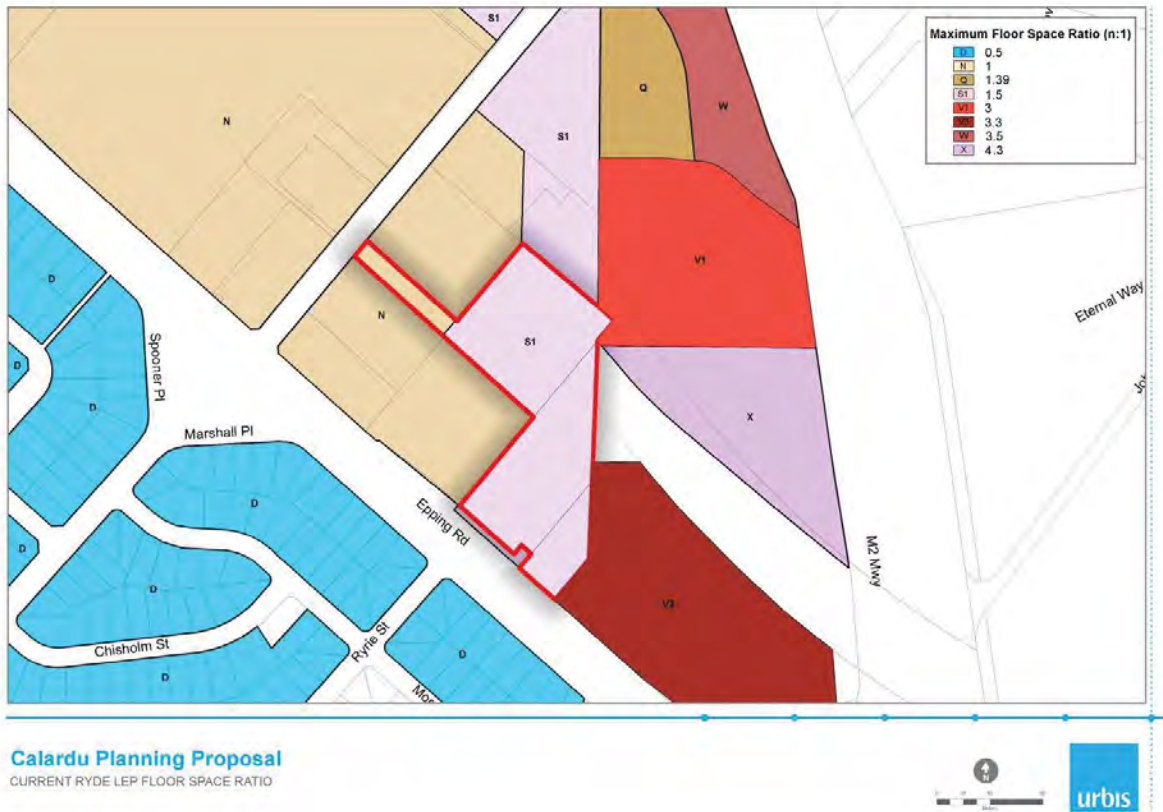 S1
Maximum Floor Space Ratio (n:1)
D 0.5
N 1
Q 1.39
S1 1.5
V1 3
V3 3.3
W 3.5
X 4.3
Q
W
N
S1
V1
D
Eternal Way
N
S1
Spooner Pl
D
D
D
X
Marshall Pl
D
Epping Rd
M2 Mwy
D
D
V3
Ryrie St
Chisholm St
D
D
Calardu Planning Proposal
CURRENT RYDE LEP FLOOR SPACE RATIO
N
urbis